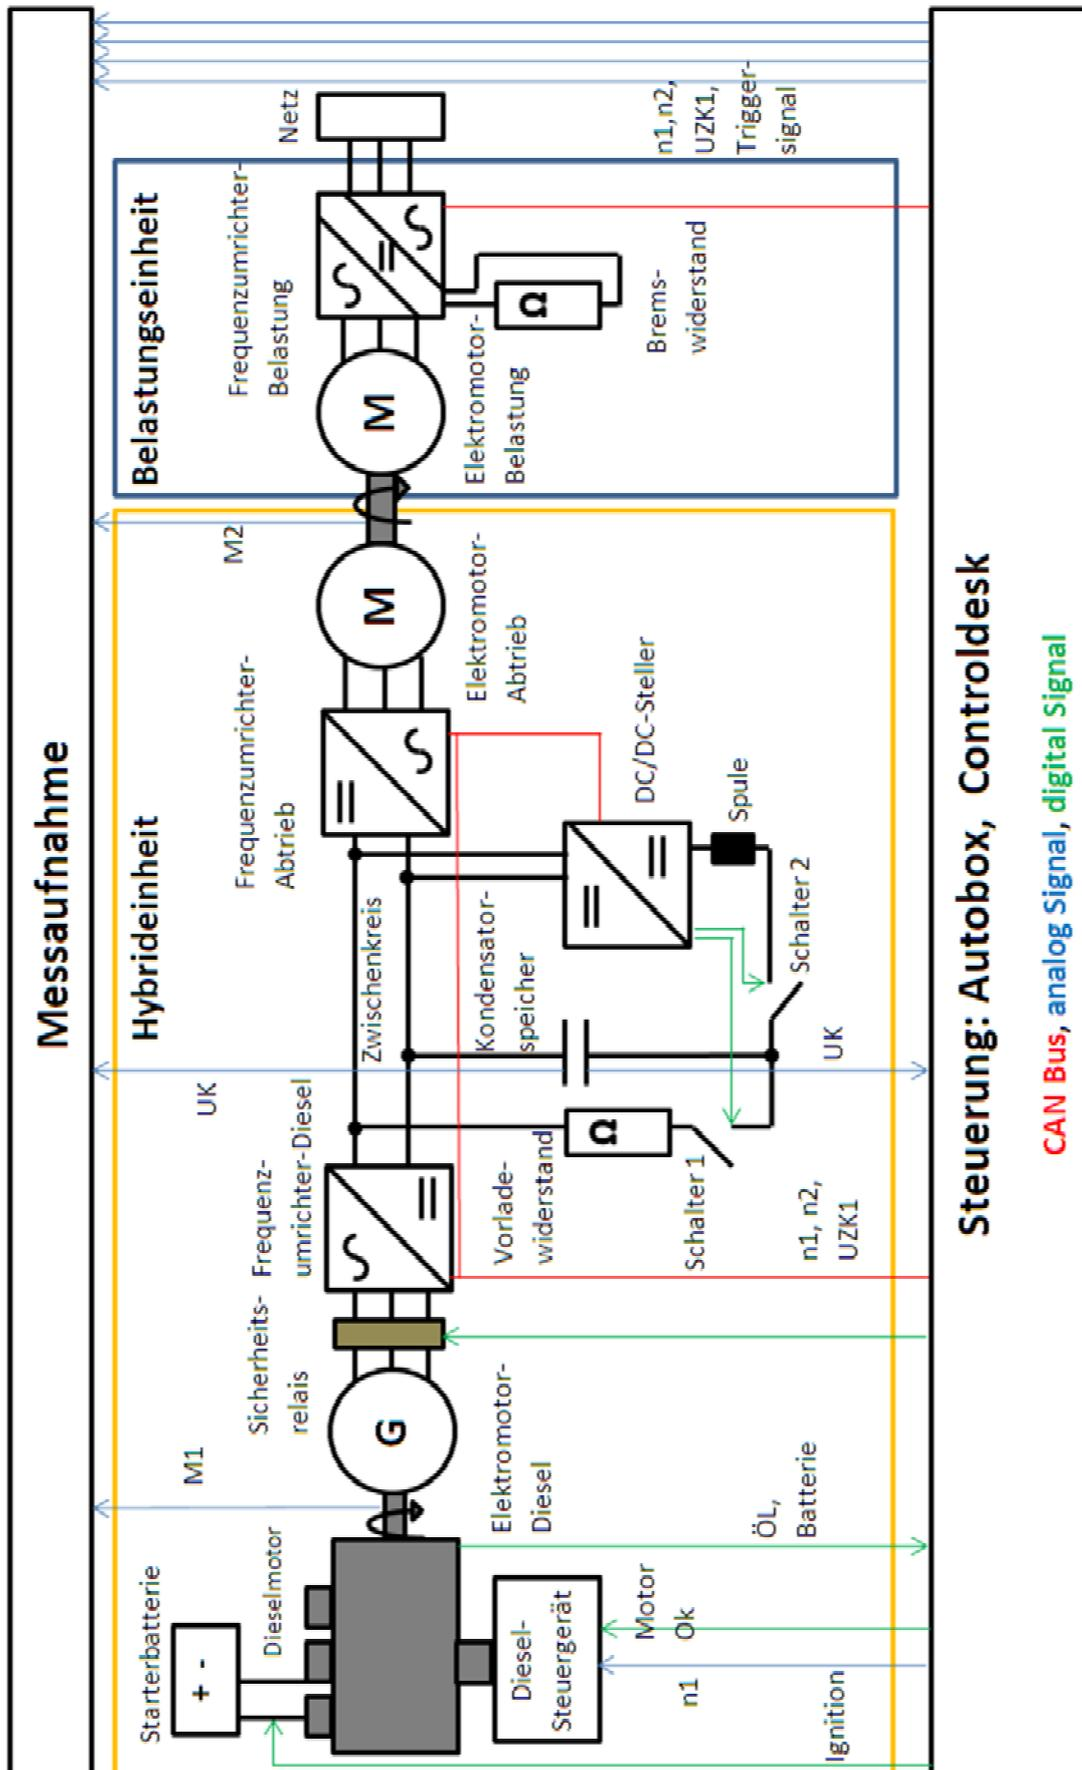 Messaufnahme
Hybrideinheit
Belastungseinheit
Starterbatterie
+ -
Dieselmotor
M1
Sicherheits-
relais
Frequenz-
umrichter-Diesel
UK
Zwischenkreis
Frequenzumrichter-
Abtrieb
M2
Frequenzumrichter-
Belastung
Netz
G
M
M
Elektromotor-
Diesel
Vorlade-
widerstand
Ω
Schalter 1
Kondensator-
speicher
UK
DC/DC-Steller
Spule
Schalter 2
Elektromotor-
Abtrieb
Elektromotor-
Belastung
Ω
Brems-
widerstand
Diesel-
Steuergerät
Ignition
n1
Motor
Ok
ÖL,
Batterie
n1, n2,
UZK1
n1,n2,
UZK1,
Trigger-
signal
Steuerung: Autobox, Controldesk
CAN Bus, analog Signal, digital Signal